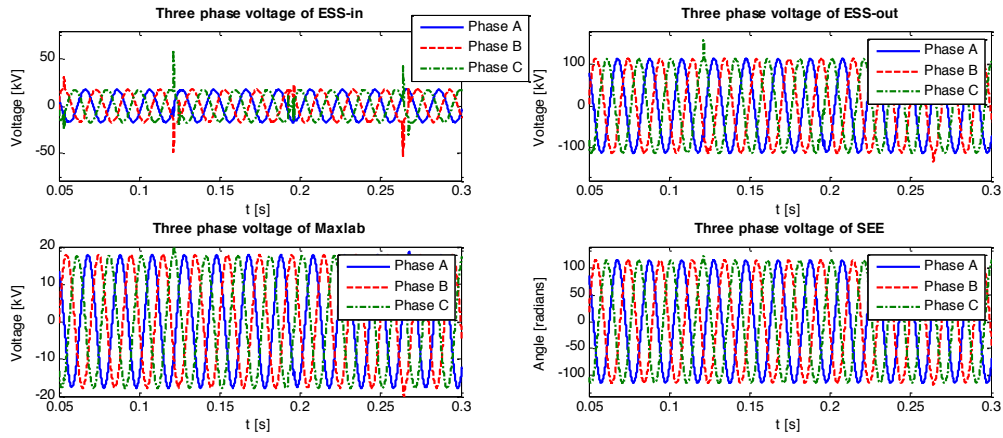 Three phase voltage of ESS-in
Voltage [kV]
50
0
-50
0.05 0.1 0.15 0.2 0.25 0.3
t [s]
Phase A
Phase B
Phase C
Three phase voltage of ESS-out
Voltage [kV]
100
0
-100
0.05 0.1 0.15 0.2 0.25 0.3
t [s]
Phase A
Phase B
Phase C
Three phase voltage of Maxlab
Voltage [kV]
20
10
0
-10
-20
0.05 0.1 0.15 0.2 0.25 0.3
t [s]
Phase A
Phase B
Phase C
Three phase voltage of SEE
Angle [radians]
100
50
0
-50
-100
0.05 0.1 0.15 0.2 0.25 0.3
t [s]
Phase A
Phase B
Phase C